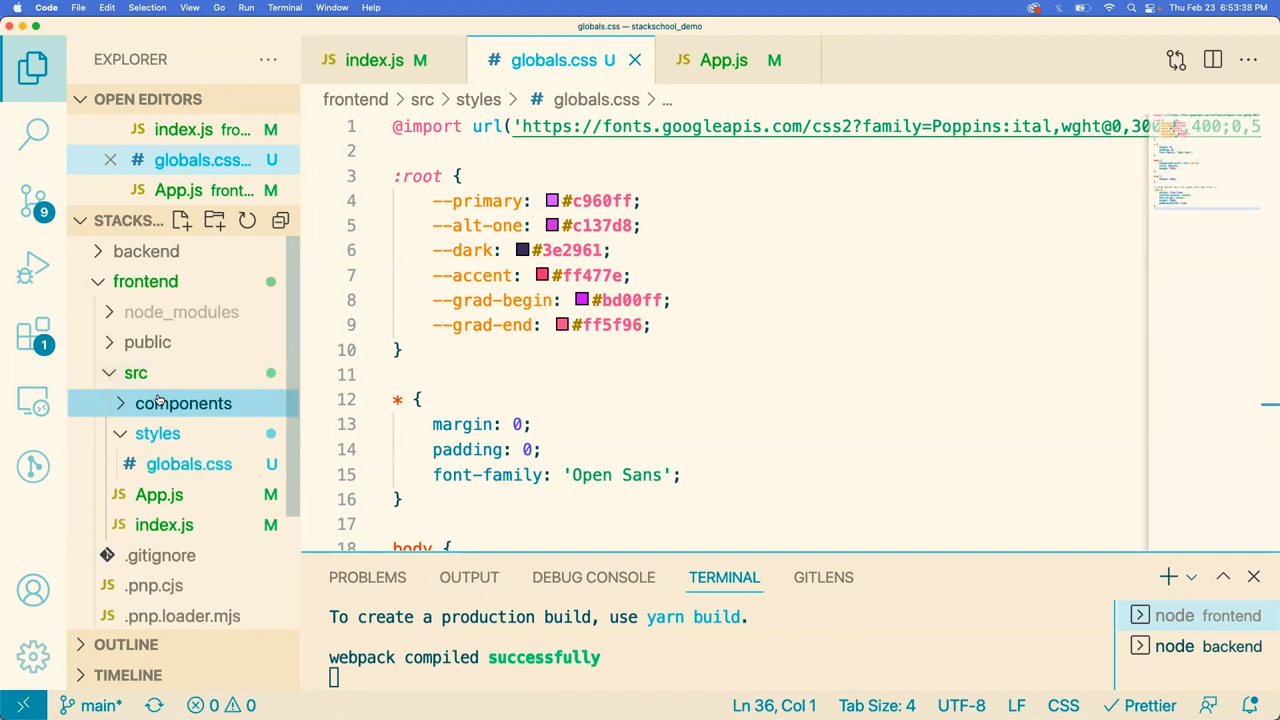 Code File Edit Selection View Go Run Terminal Window Help
Thu Feb 23 6:53:38 PM
globals.css — stackschool_demo
EXPLORER
index.js M
globals.css U
App.js M
OPEN EDITORS
frontend > src > styles > # globals.css > ...
index.js fro... M
# globals.css... U
App.js front... M
STACKS...
backend
frontend
node_modules
public
src
components
styles
# globals.css U
JS App.js M
JS index.js M
.gitignore
JS .pnp.cjs
JS .pnp.loader.mjs
OUTLINE
TIMELINE
9
1
1 @import url('https://fonts.googleapis.com/css2?family=Poppins:ital,wght@0,300
2
3 :root {
4 --primary: #c960ff;
5 --alt-one: #c137d8;
6 --dark: #3e2961;
7 --accent: #ff477e;
8 --grad-begin: #bd00ff;
9 --grad-end: #ff5f96;
10 }
11
12 * {
13 margin: 0;
14 padding: 0;
15 font-family: 'Open Sans';
16 }
17
18 body {
PROBLEMS OUTPUT DEBUG CONSOLE TERMINAL GITLENS
To create a production build, use yarn build.
webpack compiled successfully
node frontend
node backend
main* 0 0 Ln 36, Col 1 Tab Size: 4 UTF-8 LF CSS Prettier